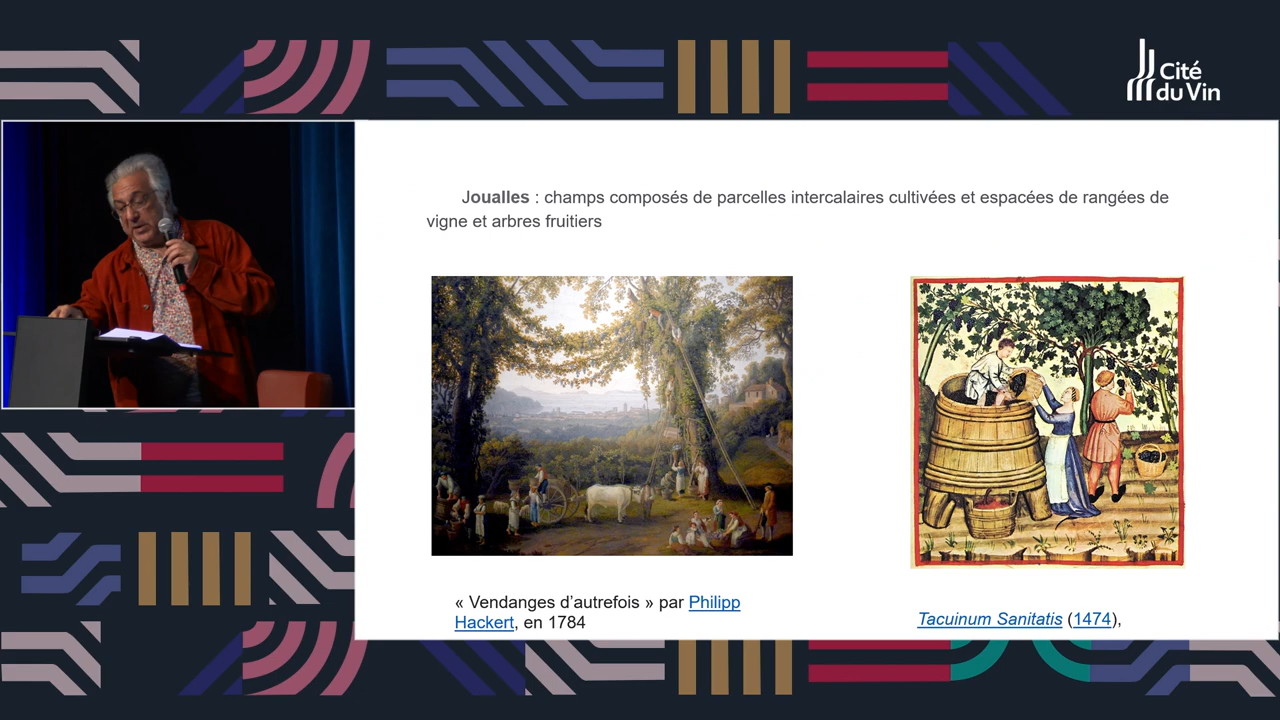 Cité
du Vin
Joualles : champs composés de parcelles intercalaires cultivées et espacées de rangées de
vigne et arbres fruitiers
« Vendanges d’autrefois » par Philipp
Hackert, en 1784
Tacuinum Sanitatis (1474),